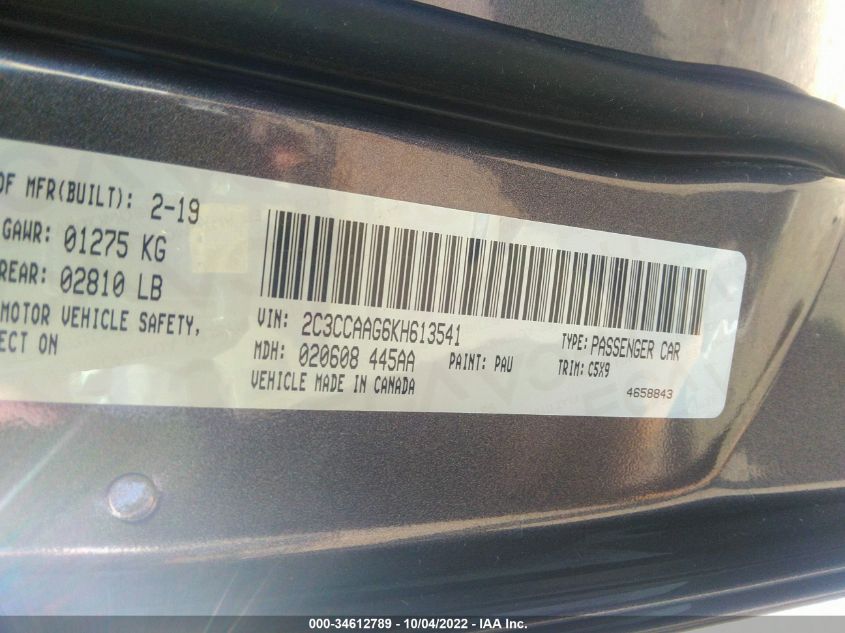 OF MFR(BUILT): 2-19
GAWR: 01275 KG
REAR: 02810 LB
MOTOR VEHICLE SAFETY,
ECT ON
VIN: 2C3CCAAG6KH613541
TYPE: PASSENGER CAR
MDH: 020608 445AA PAINT: PAU TRIM: C5X9
VEHICLE MADE IN CANADA
4658843
000-34612789 - 10/04/2022 - IAA Inc.